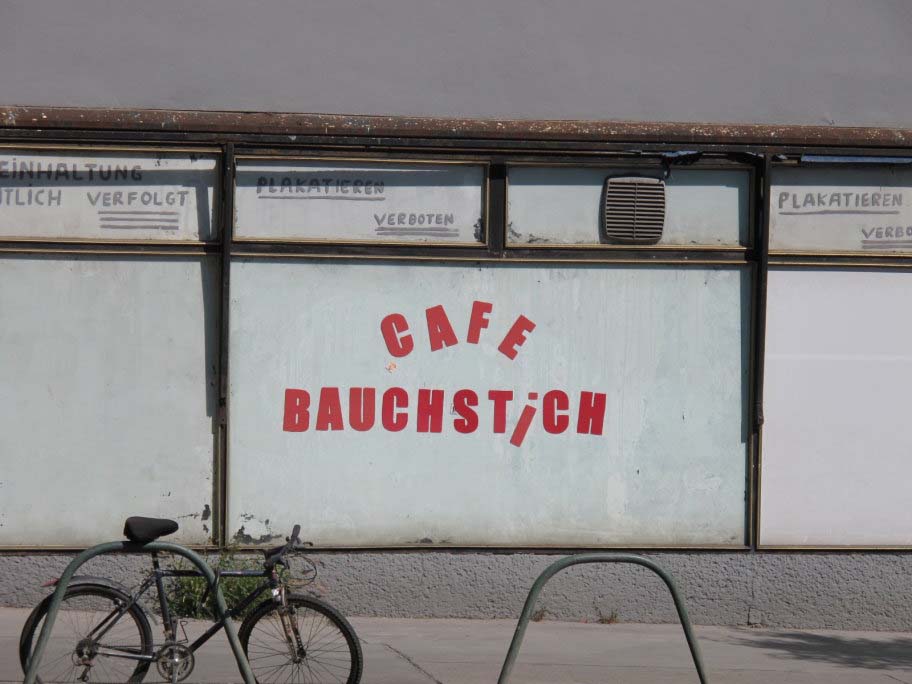 EiNHALTUNG
TLiCH VERFOLGT
PLAKATiEREN
VERBOTEN
PLAKATiEREN
VERBO
CAFE
BAUCHSTiCH